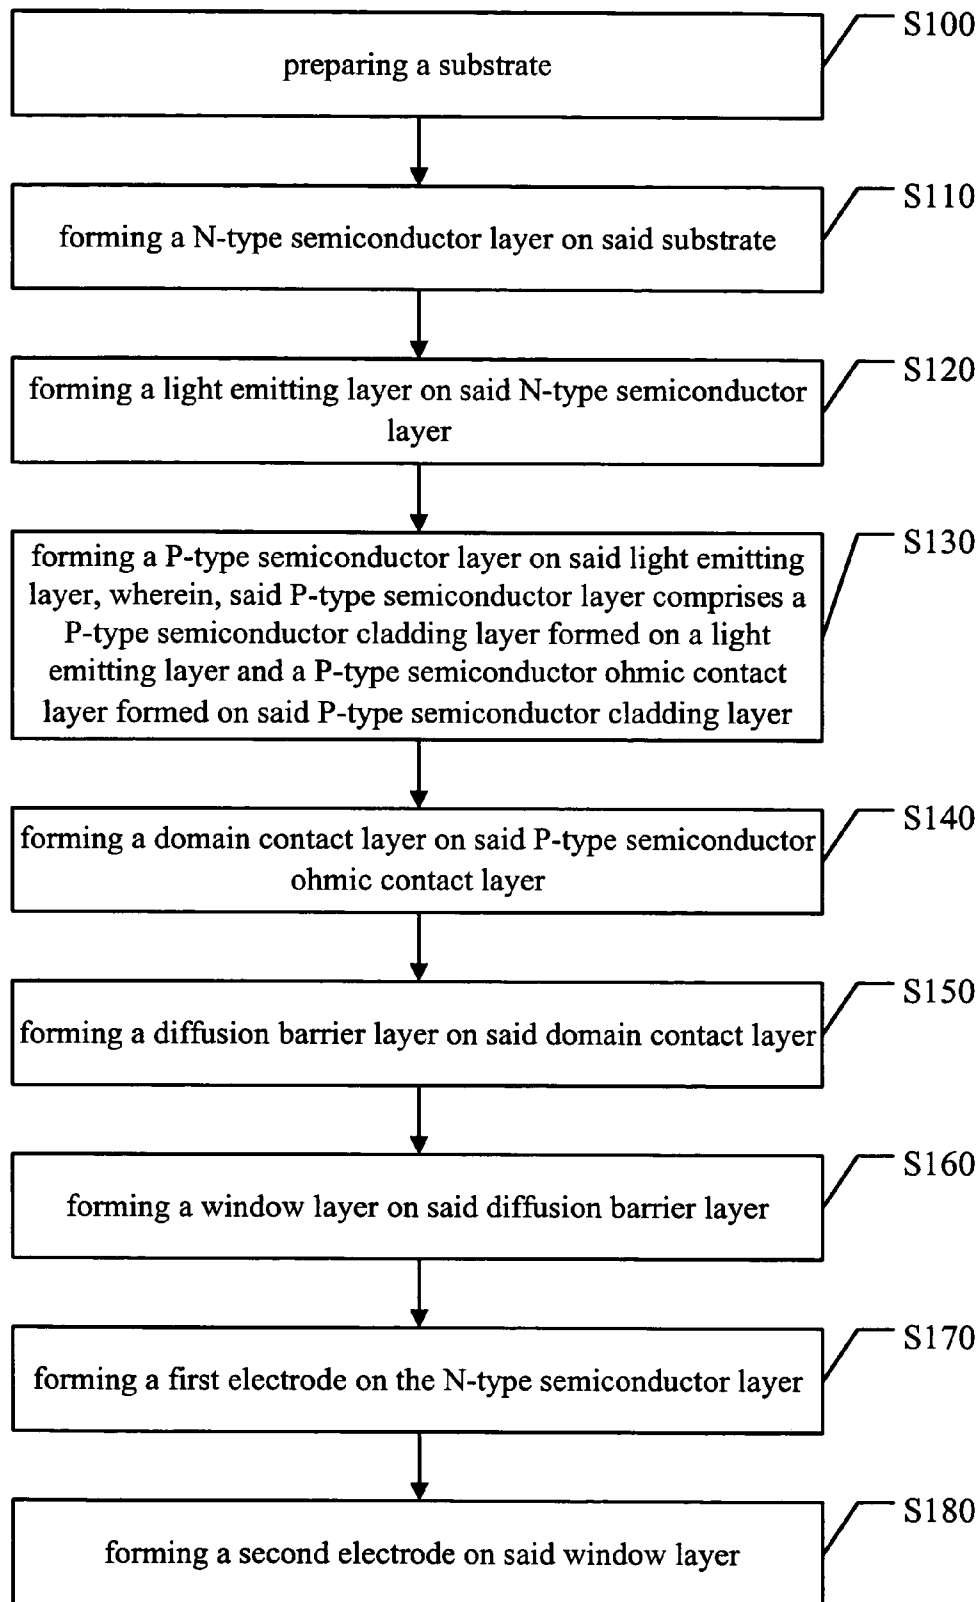 S100
preparing a substrate
S110
forming a N-type semiconductor layer on said substrate
S120
forming a light emitting layer on said N-type semiconductor
layer
S130
forming a P-type semiconductor layer on said light emitting
layer, wherein, said P-type semiconductor layer comprises a
P-type semiconductor cladding layer formed on a light
emitting layer and a P-type semiconductor ohmic contact
layer formed on said P-type semiconductor cladding layer
S140
forming a domain contact layer on said P-type semiconductor
ohmic contact layer
S150
forming a diffusion barrier layer on said domain contact layer
S160
forming a window layer on said diffusion barrier layer
S170
forming a first electrode on the N-type semiconductor layer
S180
forming a second electrode on said window layer